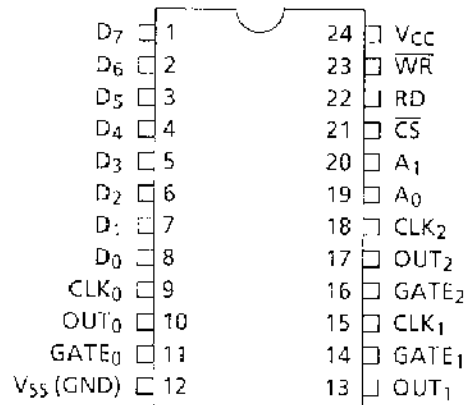 D7 1 24 VCC
D6 2 23 W̅R̅
D5 3 22 RD
D4 4 21 C̅S̅
D3 5 20 A1
D2 6 19 A0
D1 7 18 CLK2
D0 8 17 OUT2
CLK0 9 16 GATE2
OUT0 10 15 CLK1
GATE0 11 14 GATE1
VSS (GND) 12 13 OUT1